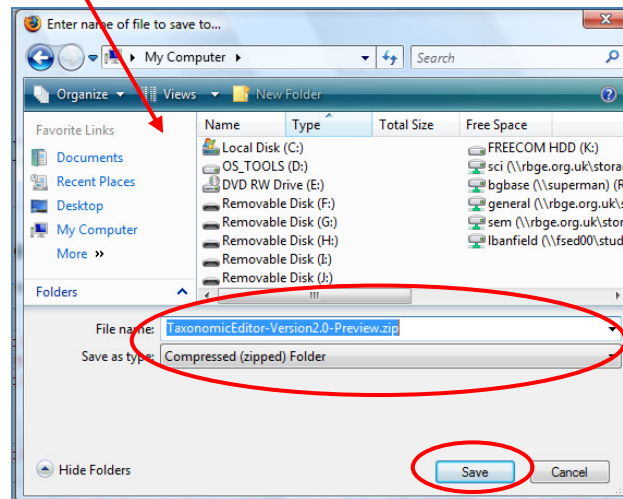 Enter name of file to save to...
My Computer
Search
Organize Views New Folder
Favorite Links
Documents
Recent Places
Desktop
My Computer
More »
Folders
Name Type Total Size Free Space
Local Disk (C:)
OS_TOOLS (D:)
DVD RW Drive (E:)
Removable Disk (F:)
Removable Disk (G:)
Removable Disk (H:)
Removable Disk (I:)
Removable Disk (J:)
FREECOM HDD (K:)
sci (\\rbge.org.uk\stora
bgbase (\\superman) (R
general (\\rbge.org.uk\s
sem (\\rbge.org.uk\stor
lbanfield (\\fsed00\stud
File name: TaxonomicEditor-Version2.0-Preview.zip
Save as type: Compressed (zipped) Folder
Hide Folders Save Cancel